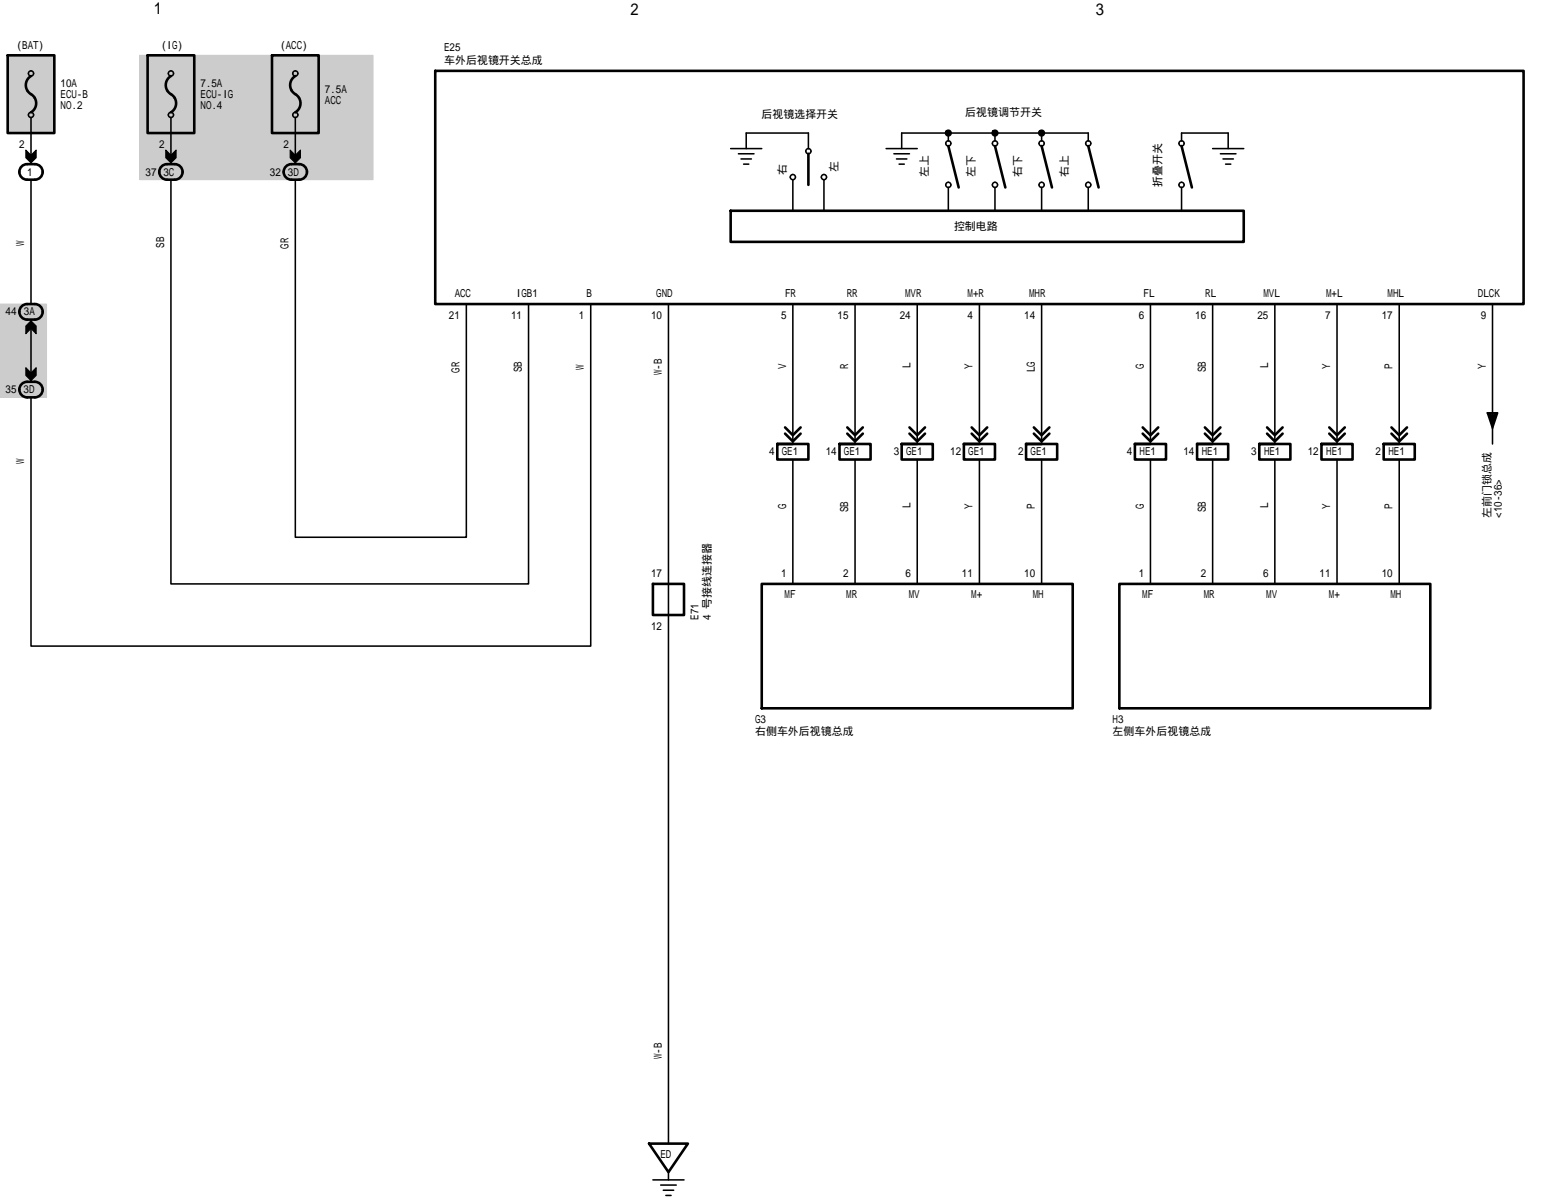 1
2
3
(BAT)
(IG)
(ACC)
10A
ECU-B
NO.2
7.5A
ECU-IG
NO.4
7.5A
ACC
2
2
2
1
37 3C
32 3D
W
SB
GR
44 3A
35 3D
W
E25
车外后视镜开关总成
后视镜选择开关
后视镜调节开关
右
左
左上
左下
右下
右上
折叠开关
控制电路
ACC
IGB1
B
GND
FR
RR
MVR
M+R
MHR
FL
RL
MVL
M+L
MHL
DLCK
21
11
1
10
5
15
24
4
14
6
16
25
7
17
9
GR
SB
W
W-B
V
R
L
Y
LG
G
SB
L
Y
P
Y
4 GE1
14 GE1
3 GE1
12 GE1
2 GE1
4 HE1
14 HE1
3 HE1
12 HE1
2 HE1
左前门锁总成
<10-36>
G
SB
L
Y
P
G
SB
L
Y
P
17
12
E71
4 号接线连接器
1
2
6
11
10
1
2
6
11
10
MF
MR
MV
M+
MH
MF
MR
MV
M+
MH
G3
右侧车外后视镜总成
H3
左侧车外后视镜总成
W-B
ED